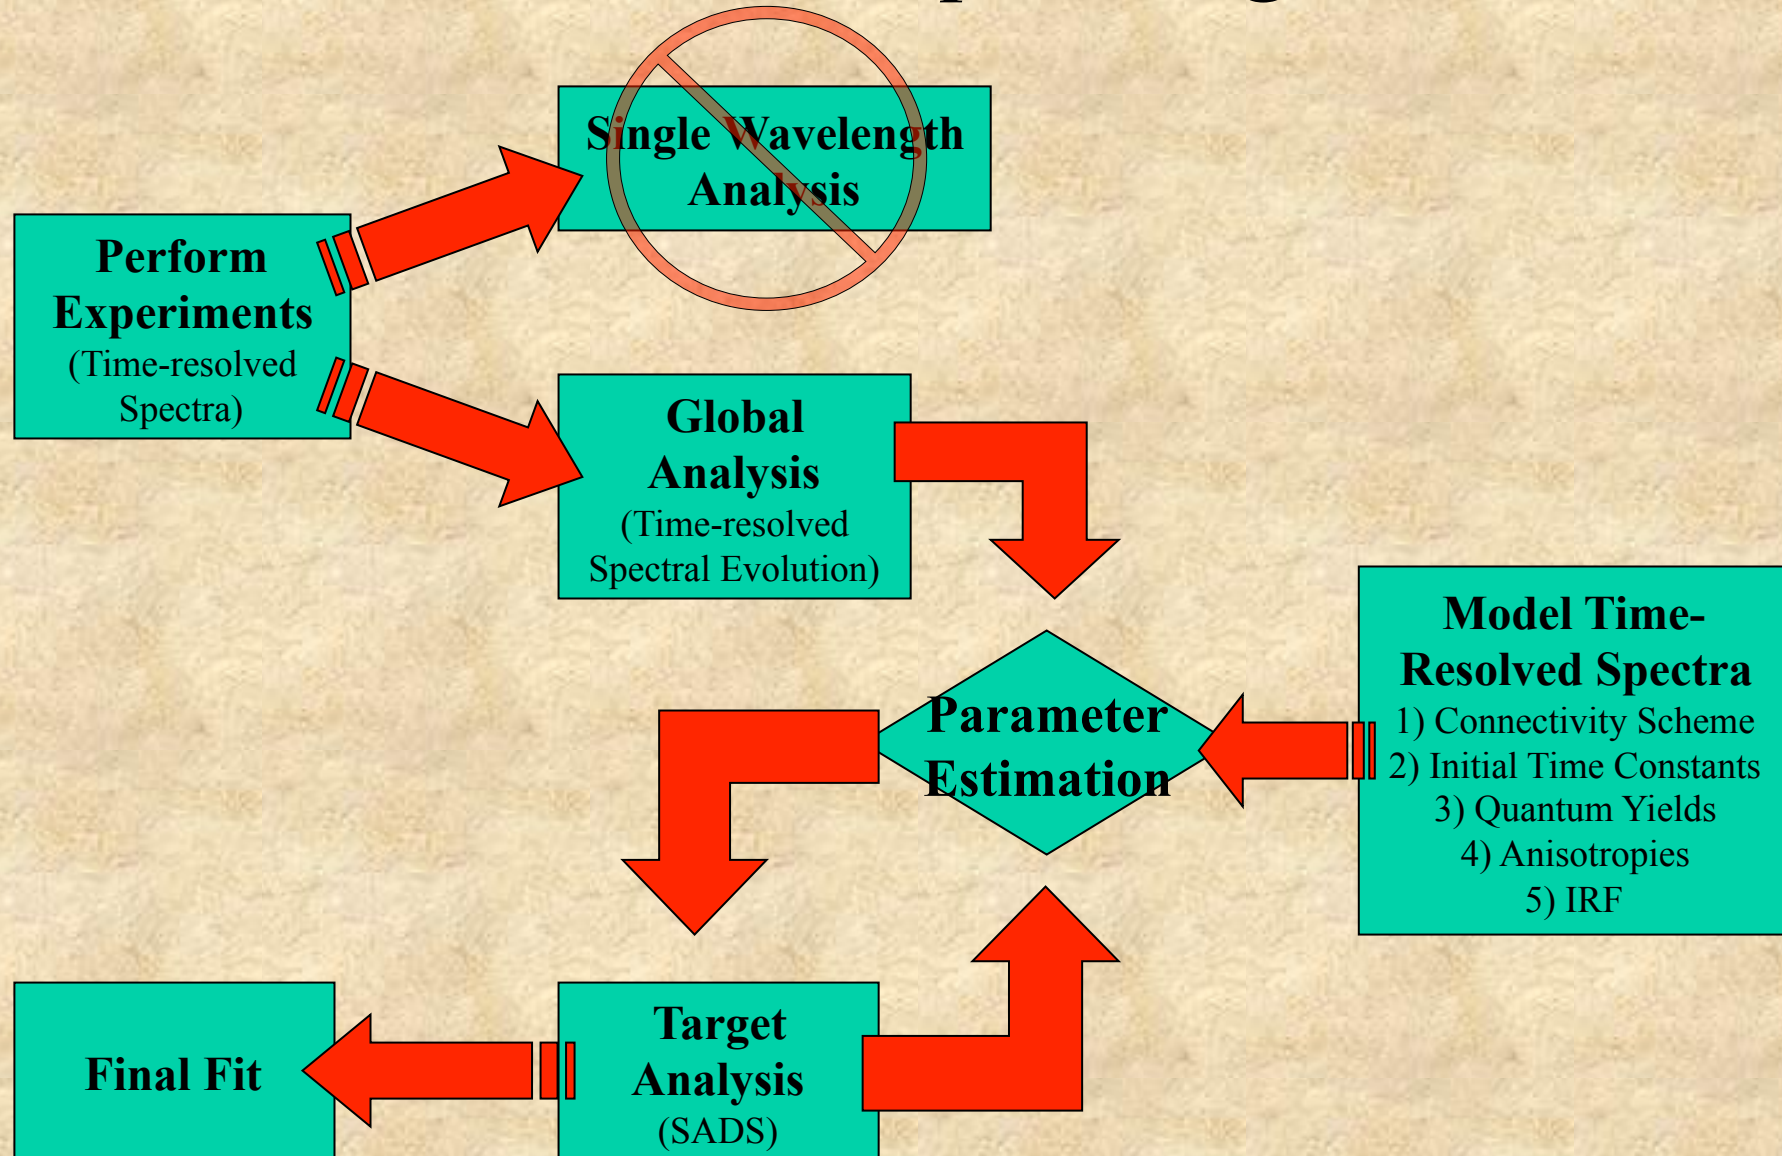 Single Wavelength
Analysis
Perform
Experiments
(Time-resolved
Spectra)
Global
Analysis
(Time-resolved
Spectral Evolution)
Model Time-
Resolved Spectra
1) Connectivity Scheme
2) Initial Time Constants
3) Quantum Yields
4) Anisotropies
5) IRF
Parameter
Estimation
Target
Analysis
(SADS)
Final Fit